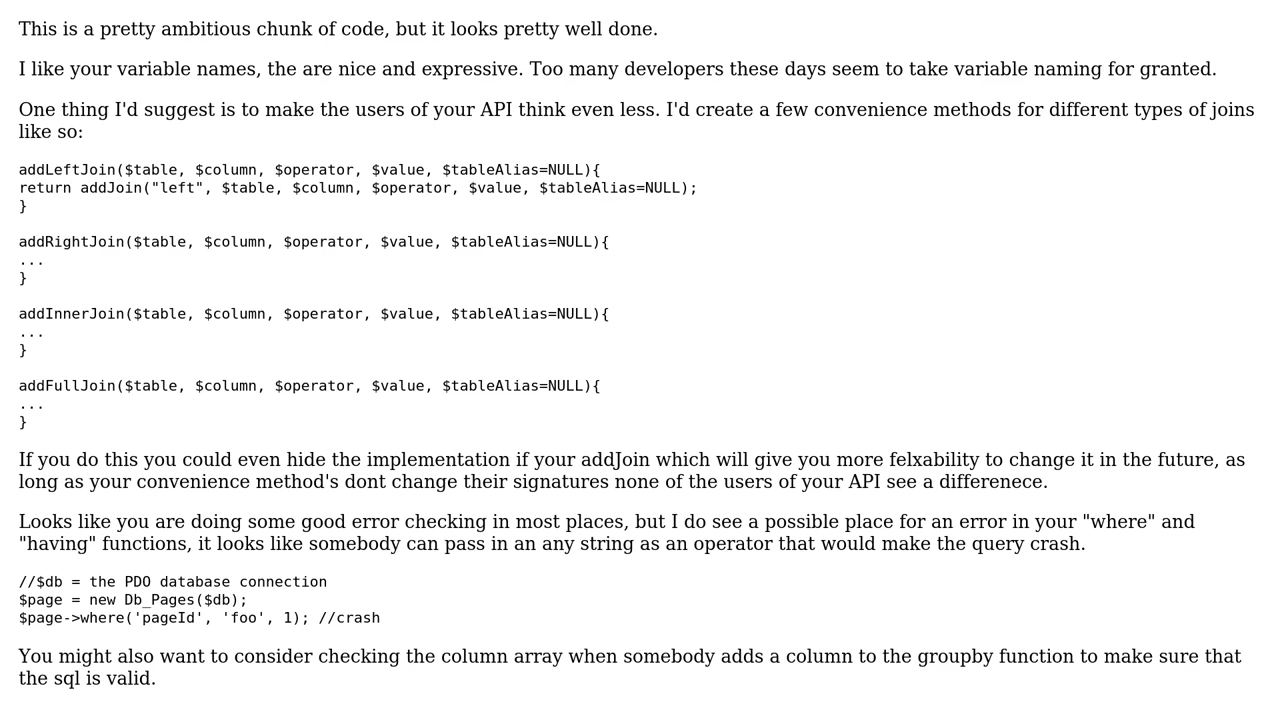 This is a pretty ambitious chunk of code, but it looks pretty well done.
I like your variable names, the are nice and expressive. Too many developers these days seem to take variable naming for granted.
One thing I'd suggest is to make the users of your API think even less. I'd create a few convenience methods for different types of joins
like so:
addLeftJoin($table, $column, $operator, $value, $tableAlias=NULL){
return addJoin("left", $table, $column, $operator, $value, $tableAlias=NULL);
}
addRightJoin($table, $column, $operator, $value, $tableAlias=NULL){
...
}
addInnerJoin($table, $column, $operator, $value, $tableAlias=NULL){
...
}
addFullJoin($table, $column, $operator, $value, $tableAlias=NULL){
...
}
If you do this you could even hide the implementation if your addJoin which will give you more felxability to change it in the future, as
long as your convenience method's dont change their signatures none of the users of your API see a differenece.
Looks like you are doing some good error checking in most places, but I do see a possible place for an error in your "where" and
"having" functions, it looks like somebody can pass in an any string as an operator that would make the query crash.
//$db = the PDO database connection
$page = new Db_Pages($db);
$page->where('pageId', 'foo', 1); //crash
You might also want to consider checking the column array when somebody adds a column to the groupby function to make sure that
the sql is valid.